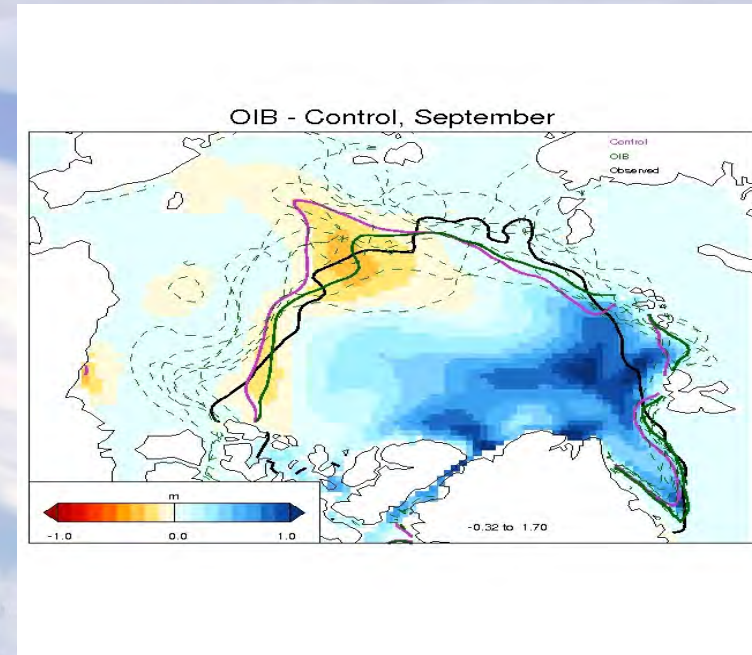 OIB - Control, September
Control
OIB
Observed
m
-1.0 0.0 1.0
-0.32 to 1.70